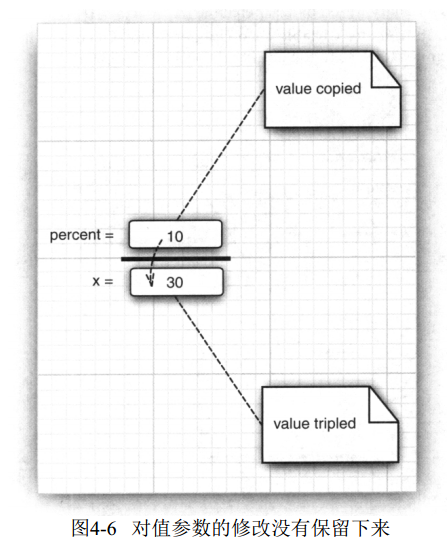 value copied
percent = 10
x = 30
value tripled
图4-6 对值参数的修改没有保留下来